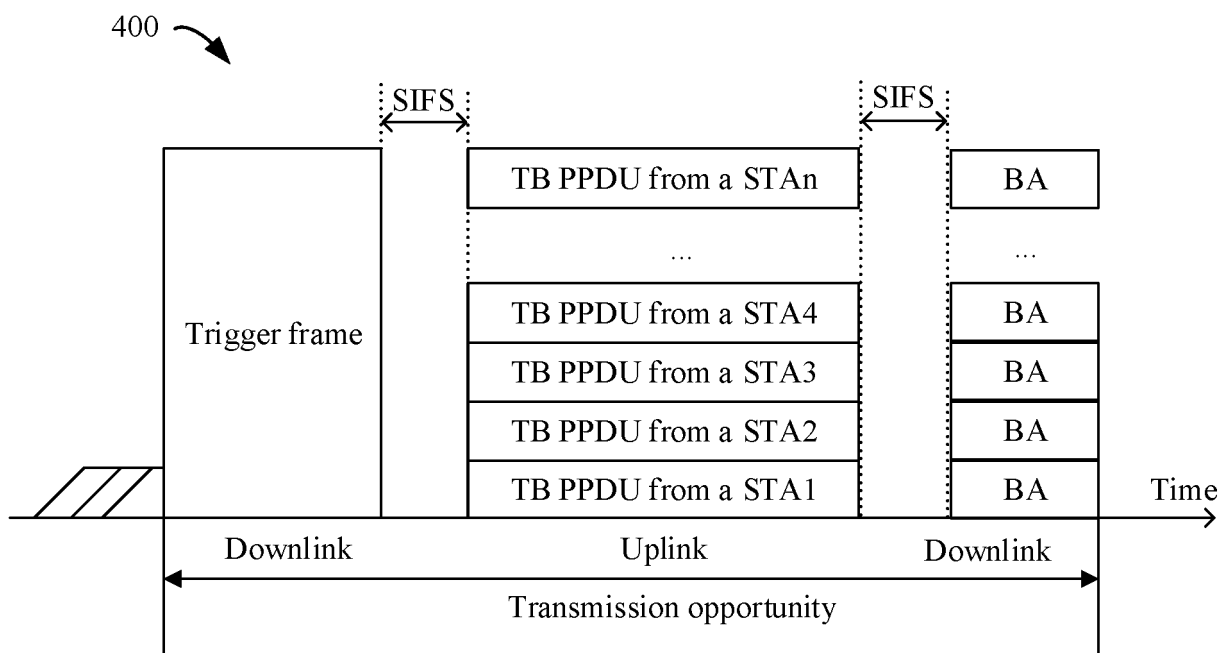 400
SIFS
SIFS
TB PPDU from a STAn
BA
...
...
Trigger frame
TB PPDU from a STA4
BA
TB PPDU from a STA3
BA
TB PPDU from a STA2
BA
TB PPDU from a STA1
BA
Time
Downlink
Uplink
Downlink
Transmission opportunity